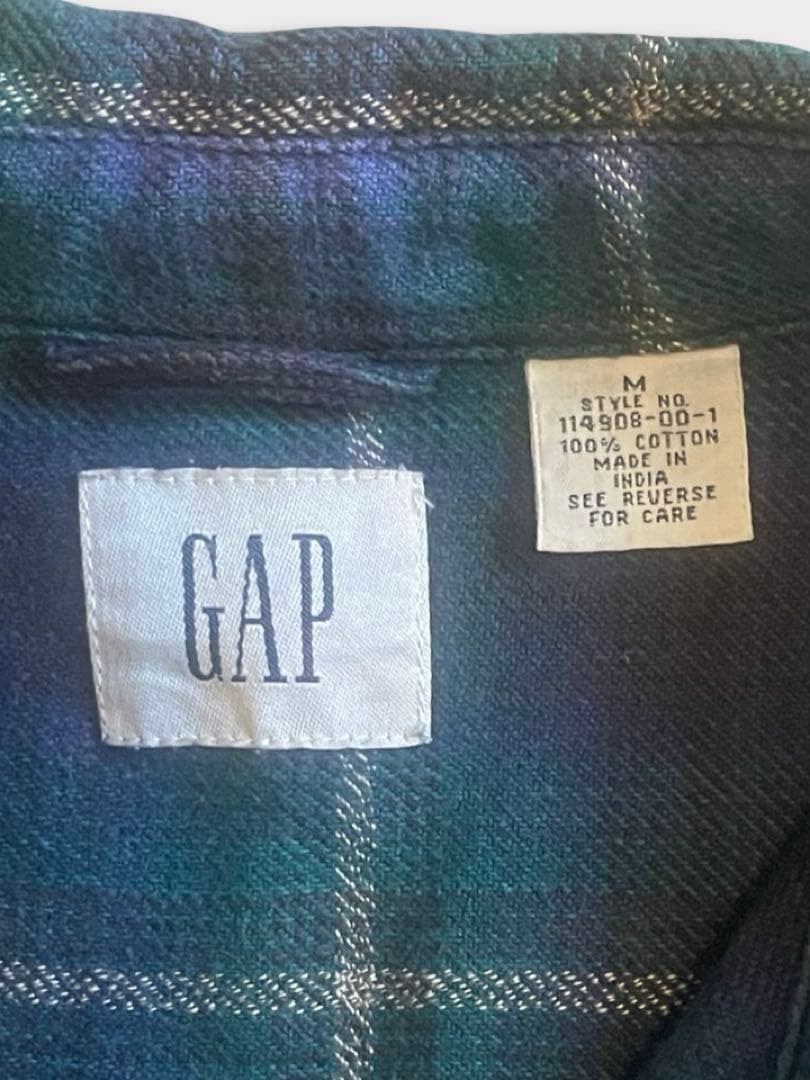 M
STYLE NO.
114908-00-1
100% COTTON
MADE IN
INDIA
SEE REVERSE
FOR CARE
GAP